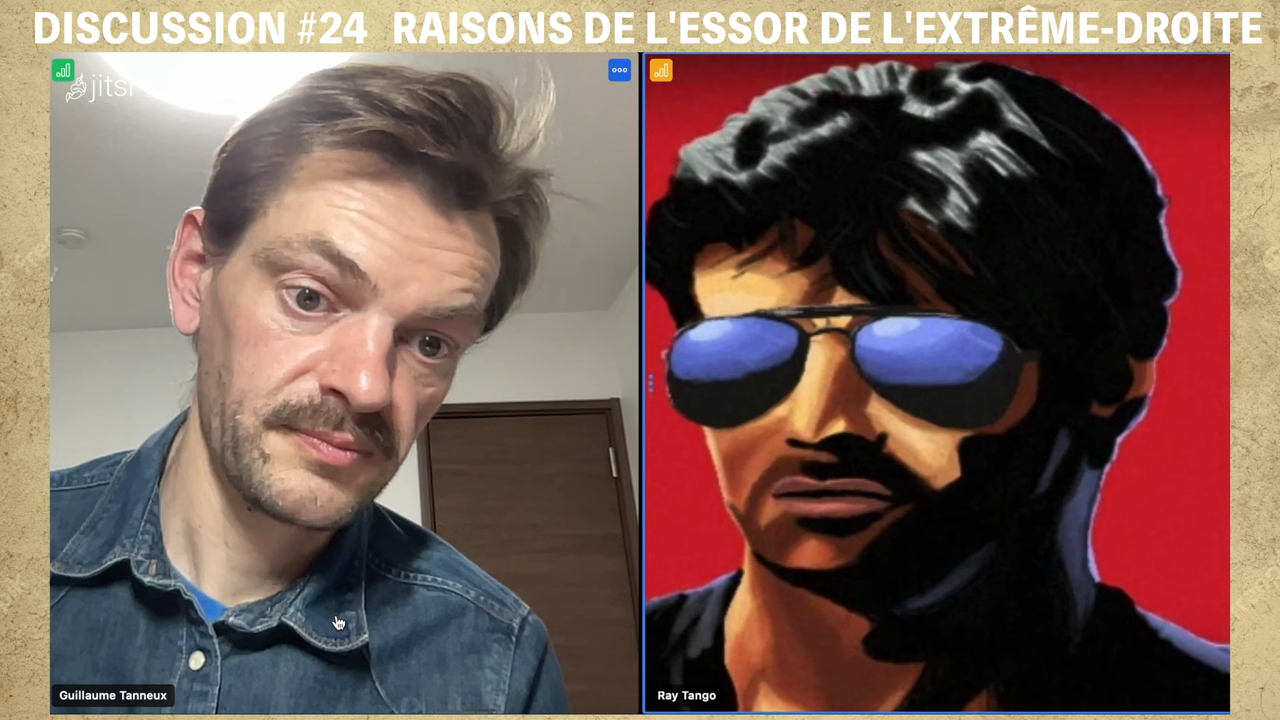 DISCUSSION #24 RAISONS DE L'ESSOR DE L'EXTRÊME-DROITE
jitsi
Guillaume Tanneux
Ray Tango